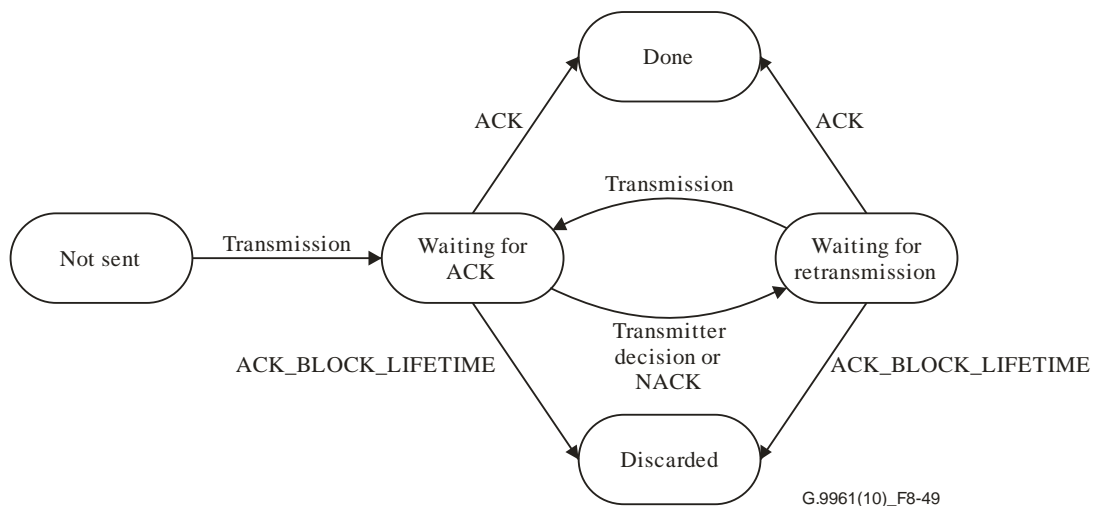 Done
ACK
ACK
Transmission
Not sent
Transmission
Waiting for
ACK
Waiting for
retransmission
Transmitter
decision or
NACK
ACK_BLOCK_LIFETIME
ACK_BLOCK_LIFETIME
Discarded
G.9961(10)_F8-49